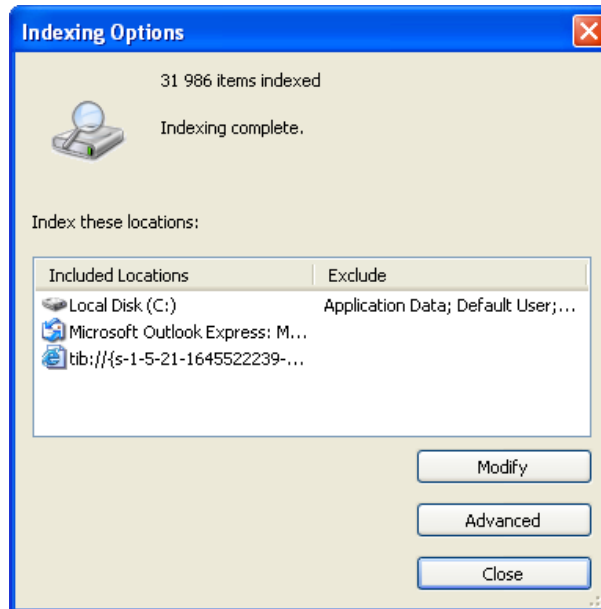 Indexing Options
31 986 items indexed
Indexing complete.
Index these locations:
Included Locations Exclude
Local Disk (C:) Application Data; Default User;...
Microsoft Outlook Express: M...
tib://{s-1-5-21-1645522239-...
Modify
Advanced
Close